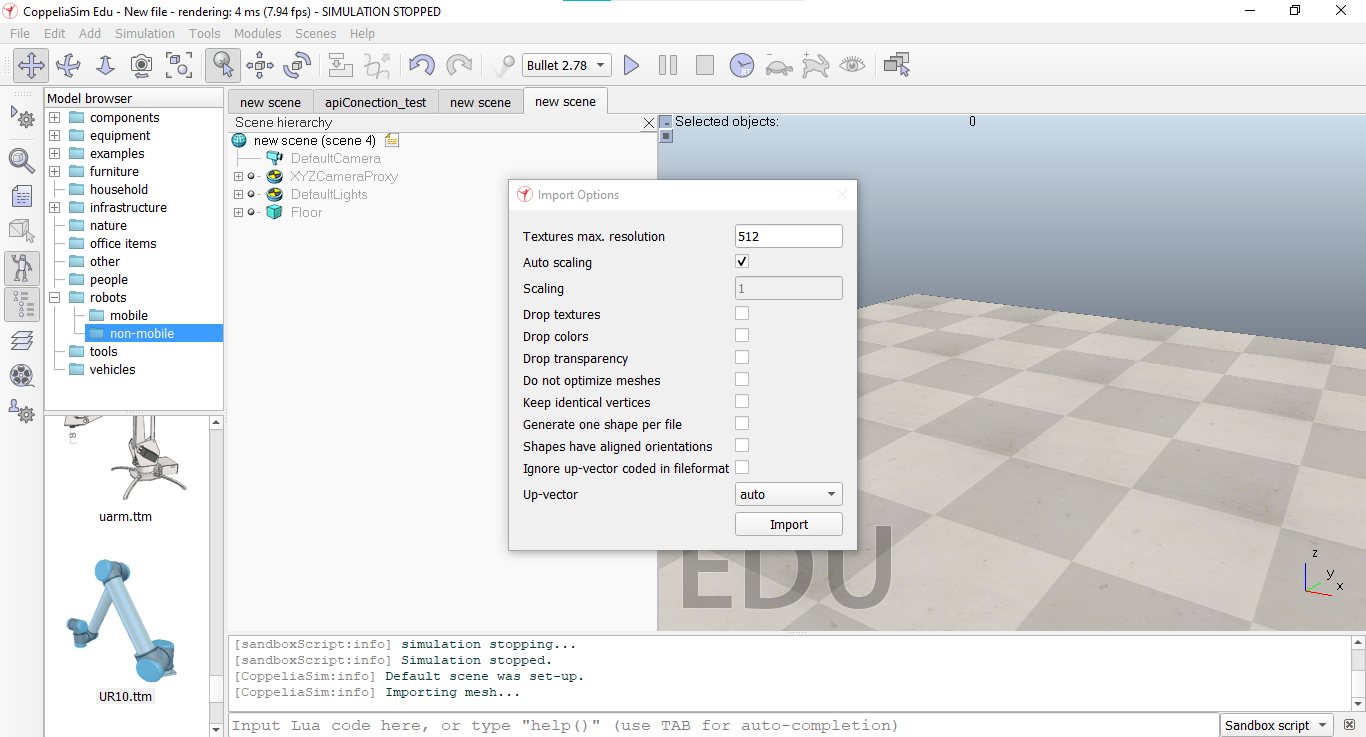 CoppeliaSim Edu - New file - rendering: 4 ms (7.94 fps) - SIMULATION STOPPED
File Edit Add Simulation Tools Modules Scenes Help
Bullet 2.78
Model browser
components
equipment
examples
furniture
household
infrastructure
nature
office items
other
people
robots
mobile
non-mobile
tools
vehicles
uarm.ttm
UR10.ttm
new scene apiConection_test new scene new scene
Scene hierarchy
new scene (scene 4)
DefaultCamera
XYZCameraProxy
DefaultLights
Floor
Selected objects: 0
Import Options
Textures max. resolution 512
Auto scaling
Scaling 1
Drop textures
Drop colors
Drop transparency
Do not optimize meshes
Keep identical vertices
Generate one shape per file
Shapes have aligned orientations
Ignore up-vector coded in fileformat
Up-vector auto
Import
EDU
z
y
x
[sandboxScript:info] simulation stopping...
[sandboxScript:info] Simulation stopped.
[CoppeliaSim:info] Default scene was set-up.
[CoppeliaSim:info] Importing mesh...
Input Lua code here, or type "help()" (use TAB for auto-completion)
Sandbox script